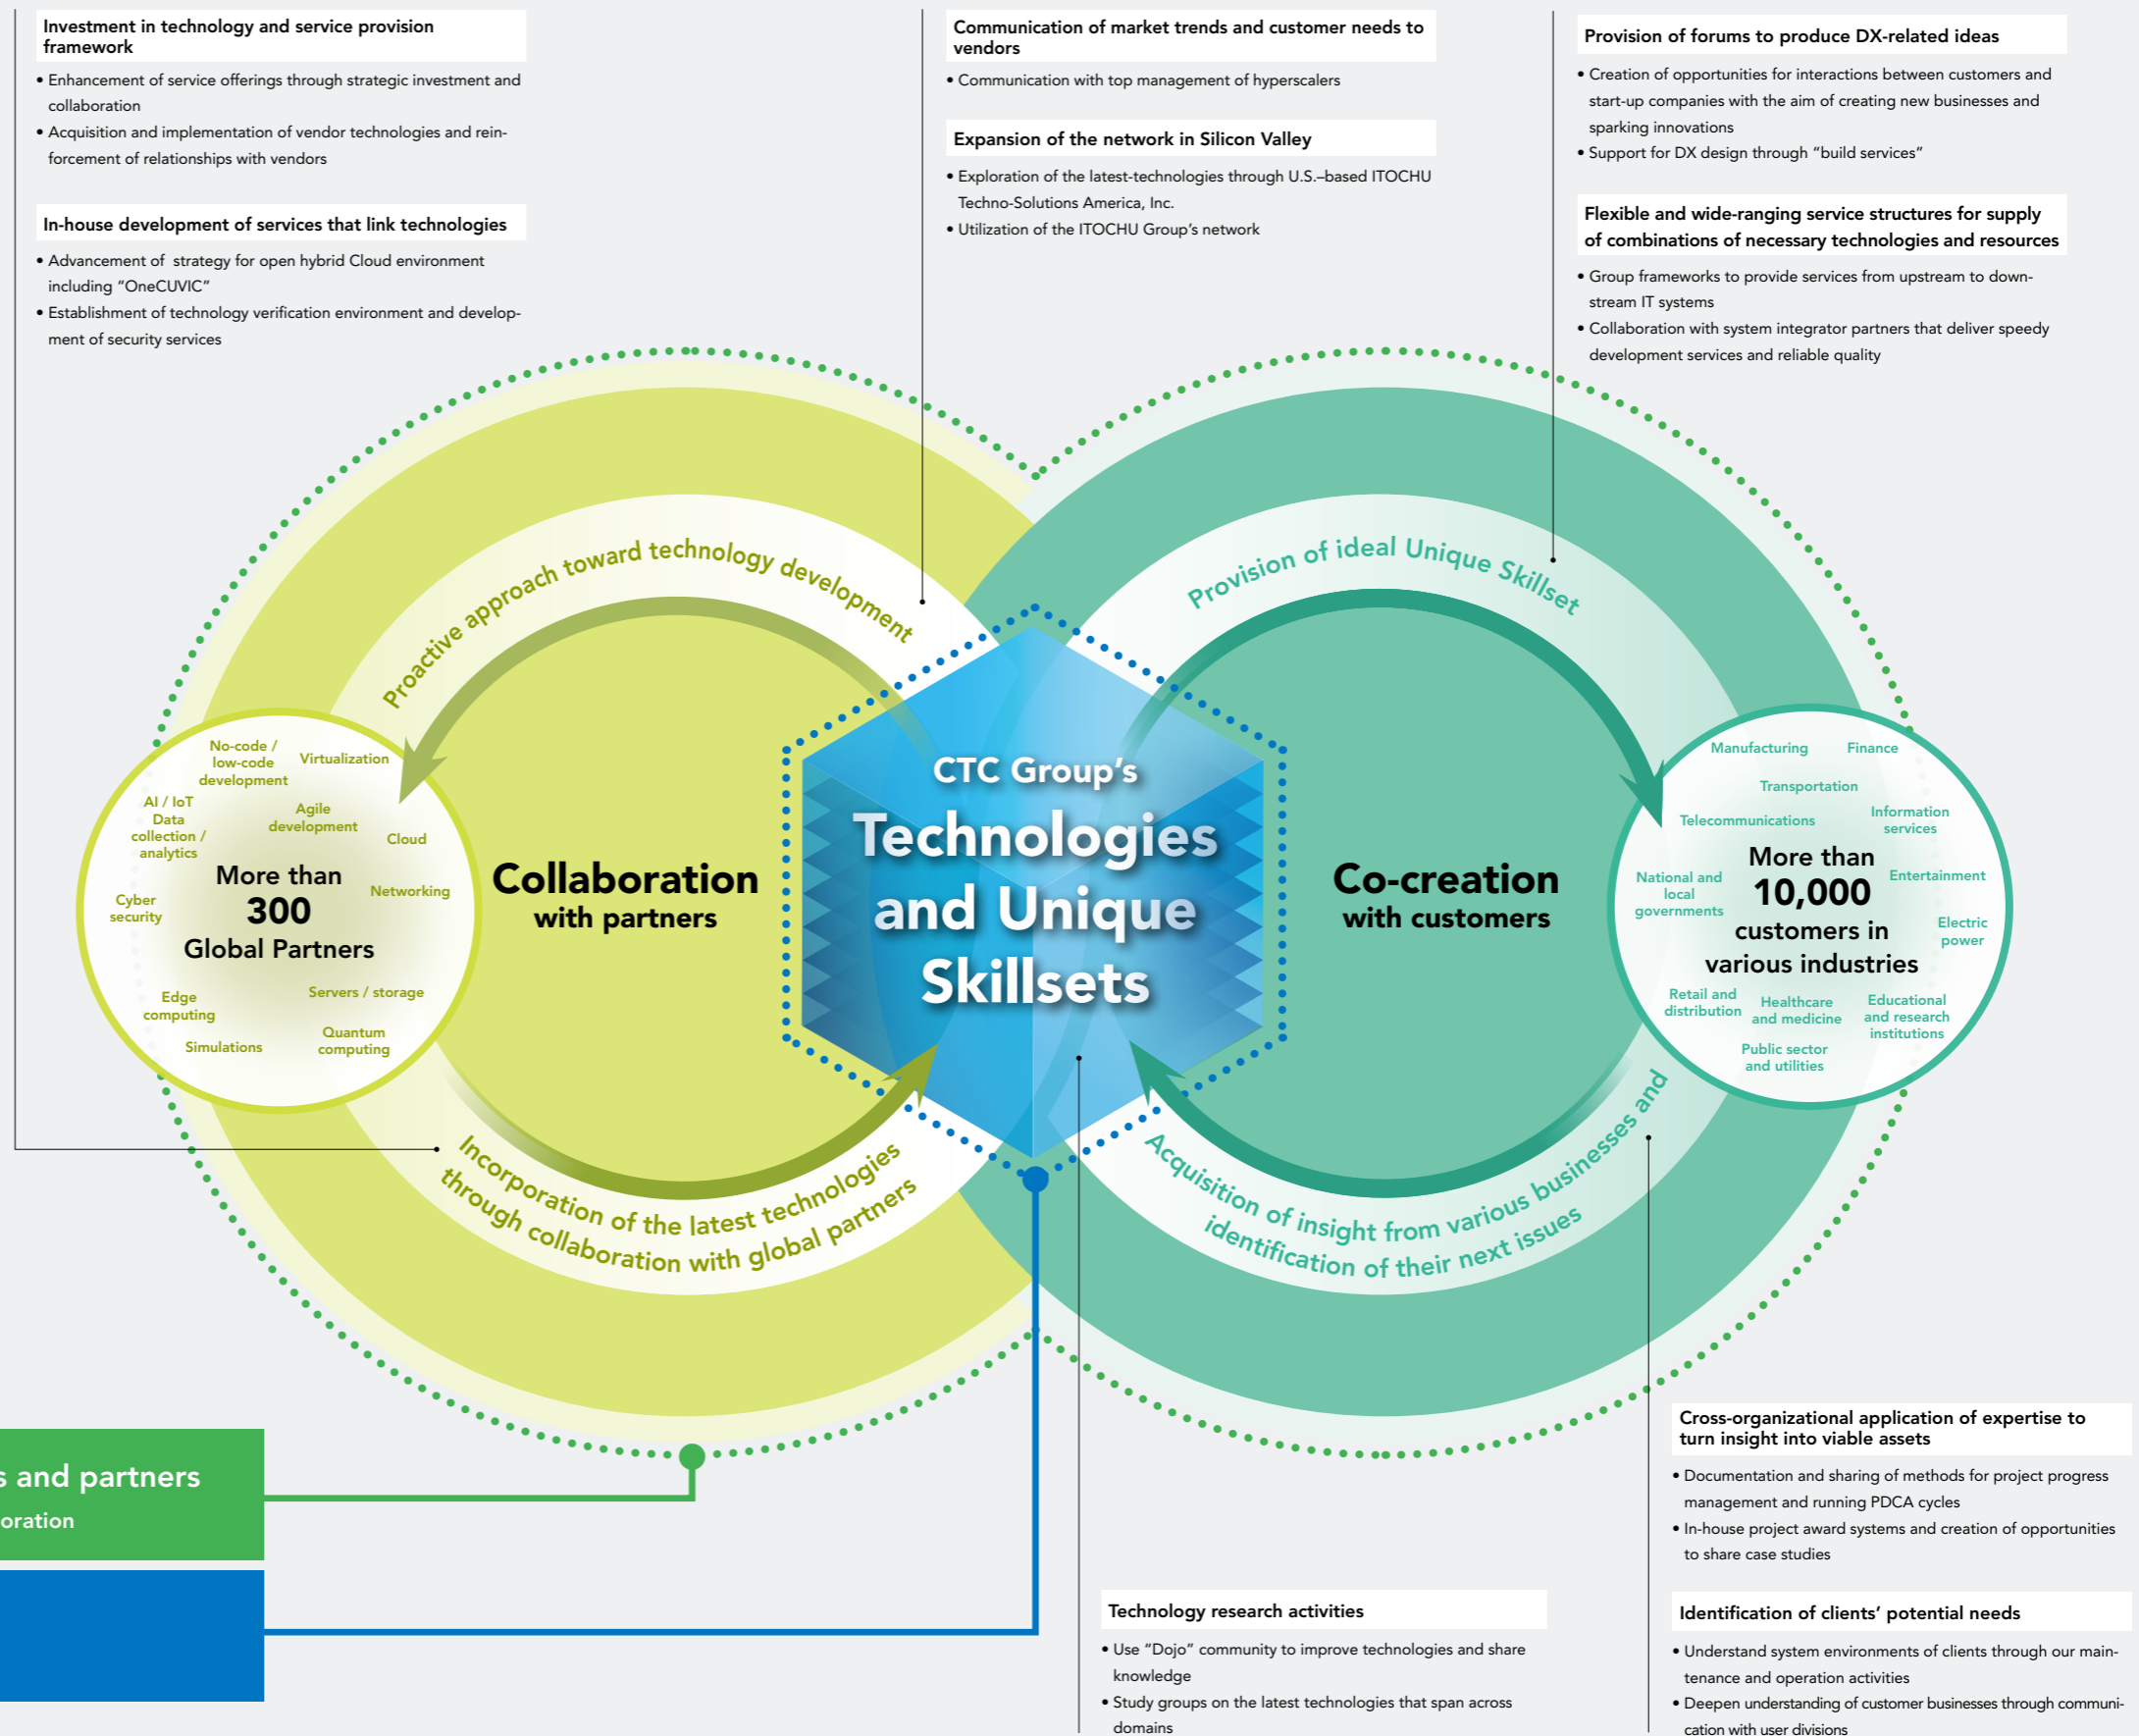 Investment in technology and service provision
framework
• Enhancement of service offerings through strategic investment and
collaboration
• Acquisition and implementation of vendor technologies and rein-
forcement of relationships with vendors
In-house development of services that link technologies
• Advancement of strategy for open hybrid Cloud environment
including “OneCUVIC”
• Establishment of technology verification environment and develop-
ment of security services
Communication of market trends and customer needs to
vendors
• Communication with top management of hyperscalers
Expansion of the network in Silicon Valley
• Exploration of the latest-technologies through U.S.–based ITOCHU
Techno-Solutions America, Inc.
• Utilization of the ITOCHU Group’s network
Provision of forums to produce DX-related ideas
• Creation of opportunities for interactions between customers and
start-up companies with the aim of creating new businesses and
sparking innovations
• Support for DX design through “build services”
Flexible and wide-ranging service structures for supply
of combinations of necessary technologies and resources
• Group frameworks to provide services from upstream to down-
stream IT systems
• Collaboration with system integrator partners that deliver speedy
development services and reliable quality
Proactive approach toward technology development
Provision of ideal Unique Skillset
No-code /
low-code
development
Virtualization
AI / IoT
Data
collection /
analytics
Agile
development
Cloud
Networking
Cyber
security
More than
300
Global Partners
Edge
computing
Servers / storage
Simulations
Quantum
computing
Collaboration
with partners
CTC Group’s
Technologies
and Unique
Skillsets
Co-creation
with customers
Manufacturing
Finance
Transportation
Telecommunications
Information
services
National and
local
governments
Entertainment
Electric
power
More than
10,000
customers in
various industries
Retail and
distribution
Healthcare
and medicine
Educational
and research
institutions
Public sector
and utilities
Incorporation of the latest technologies
through collaboration with global partners
Acquisition of insight from various businesses and
identification of their next issues
s and partners
oration
Technology research activities
• Use “Dojo” community to improve technologies and share
knowledge
• Study groups on the latest technologies that span across
domains
Cross-organizational application of expertise to
turn insight into viable assets
• Documentation and sharing of methods for project progress
management and running PDCA cycles
• In-house project award systems and creation of opportunities
to share case studies
Identification of clients’ potential needs
• Understand system environments of clients through our main-
tenance and operation activities
• Deepen understanding of customer businesses through communi-
cation with user divisions